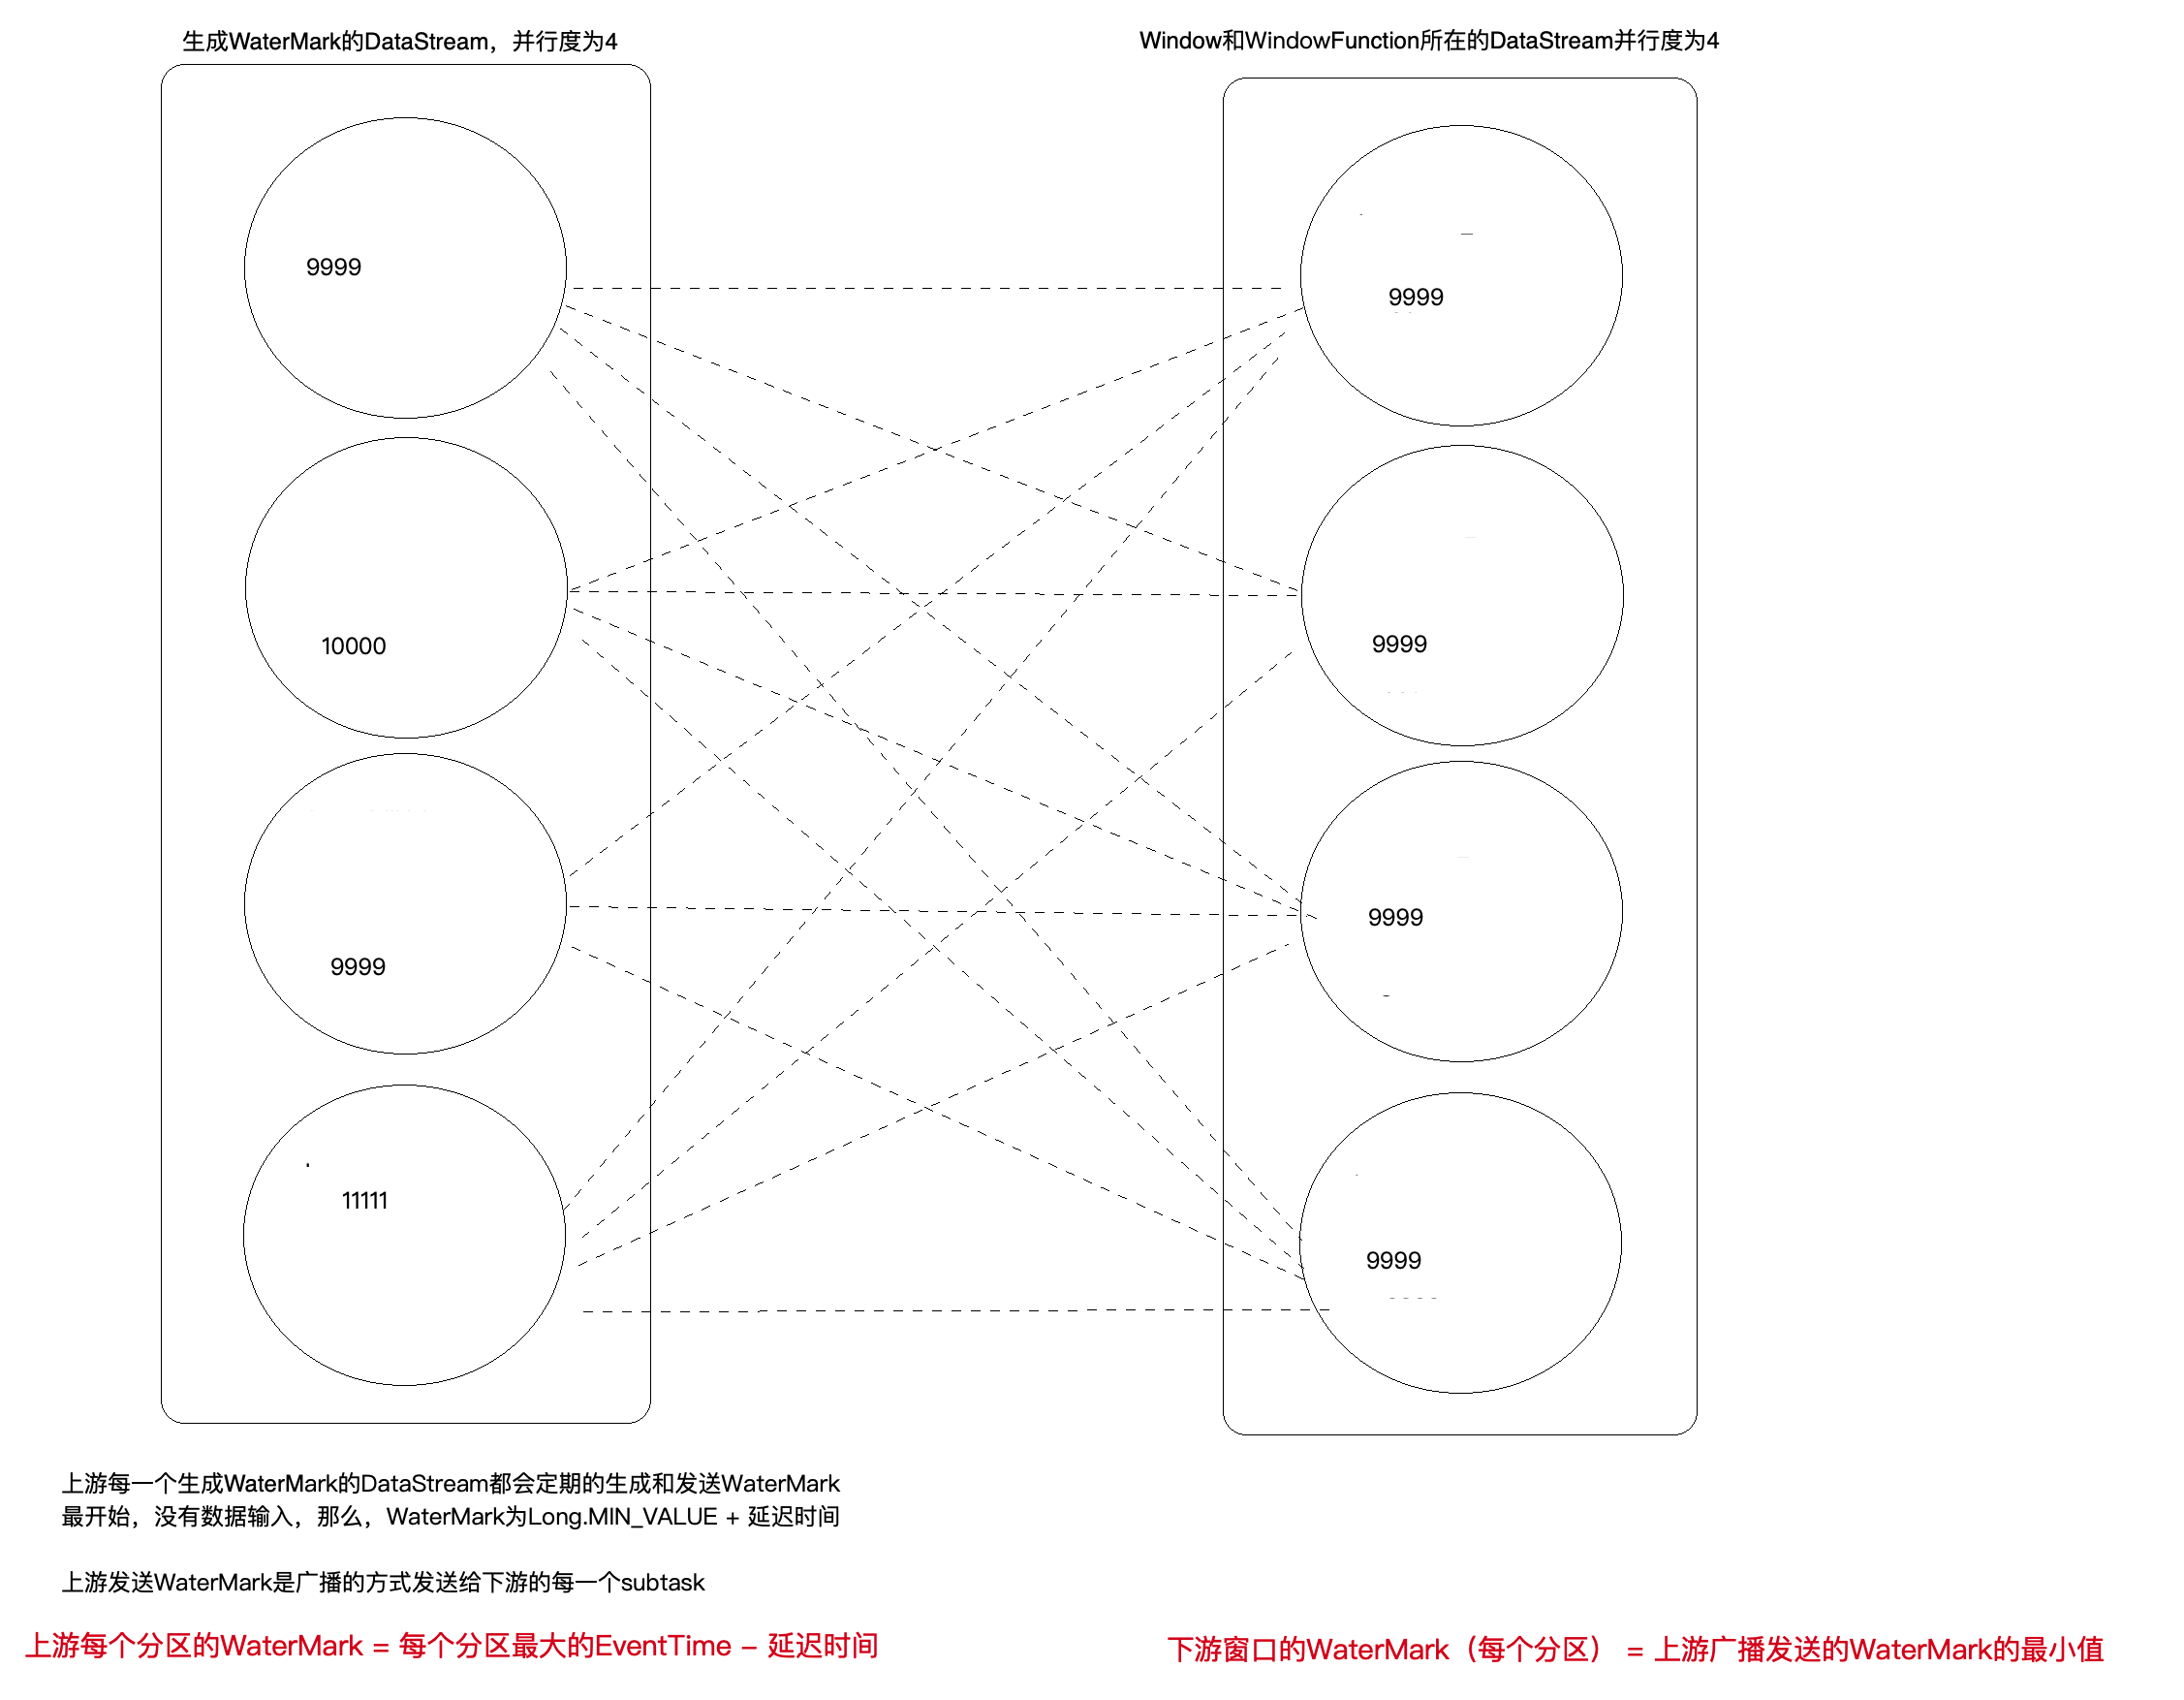 生成WaterMark的DataStream，并行度为4
Window和WindowFunction所在的DataStream并行度为4
9999
9999
10000
9999
9999
9999
11111
9999
上游每一个生成WaterMark的DataStream都会定期的生成和发送WaterMark
最开始，没有数据输入，那么，WaterMark为Long.MIN_VALUE + 延迟时间
上游发送WaterMark是广播的方式发送给下游的每一个subtask
上游每个分区的WaterMark = 每个分区最大的EventTime – 延迟时间
下游窗口的WaterMark（每个分区） = 上游广播发送的WaterMark的最小值